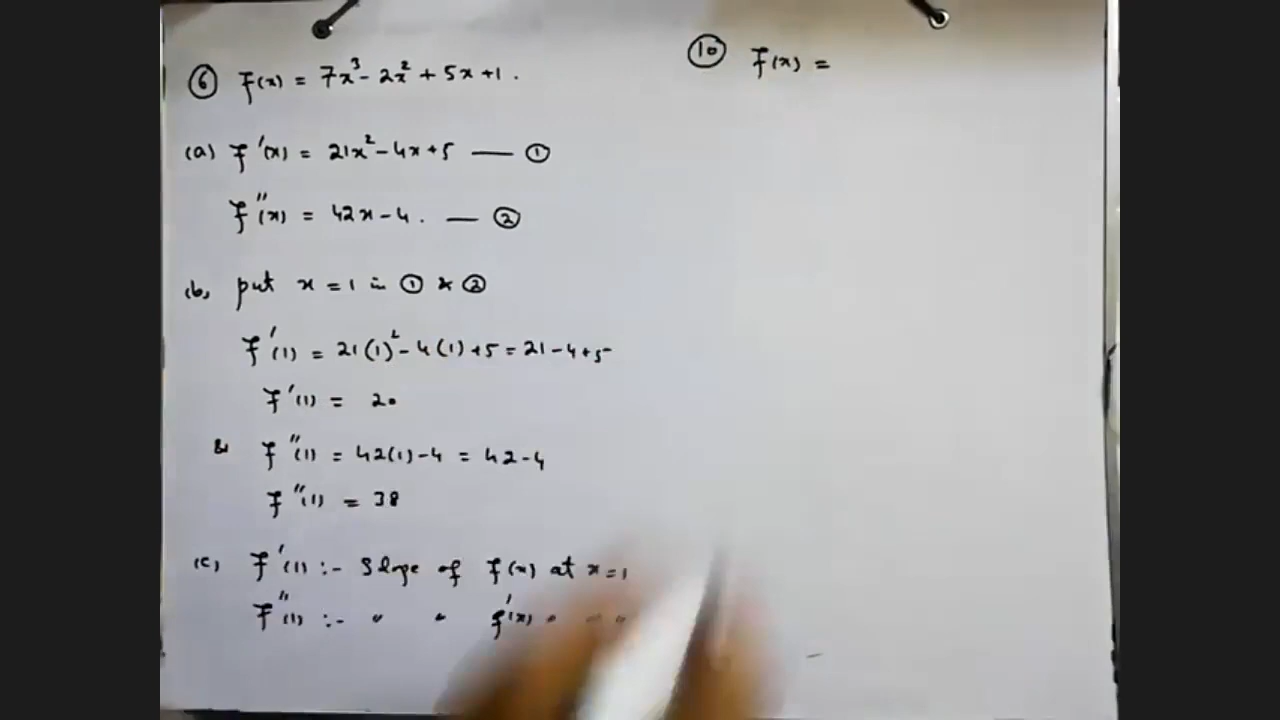 ⑥ f(x) = 7x³ - 2x² + 5x + 1 .
(a) f'(x) = 21x² - 4x + 5 — ①
f''(x) = 42x - 4 . — ②
(b) put x = 1 in ① & ②
f'(1) = 21(1)² - 4(1) + 5 = 21 - 4 + 5
f'(1) = 20
& f''(1) = 42(1) - 4 = 42 - 4
f''(1) = 38
(c) f'(1) :- Slope of f(x) at x = 1
f''(1) :- " " f'(x) " " "
⑩ f(x) =